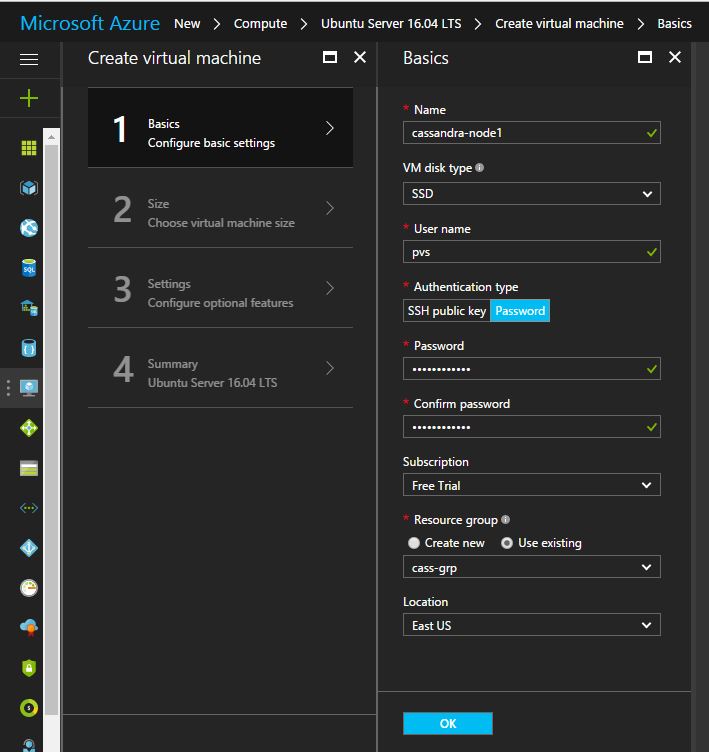 Microsoft Azure New > Compute > Ubuntu Server 16.04 LTS > Create virtual machine > Basics
Create virtual machine
1
Basics
Configure basic settings
2
Size
Choose virtual machine size
3
Settings
Configure optional features
4
Summary
Ubuntu Server 16.04 LTS
Basics
* Name
cassandra-node1
VM disk type
SSD
* User name
pvs
* Authentication type
SSH public key Password
* Password
••••••••••••
* Confirm password
••••••••••••
Subscription
Free Trial
* Resource group
Create new Use existing
cass-grp
Location
East US
OK
SQL